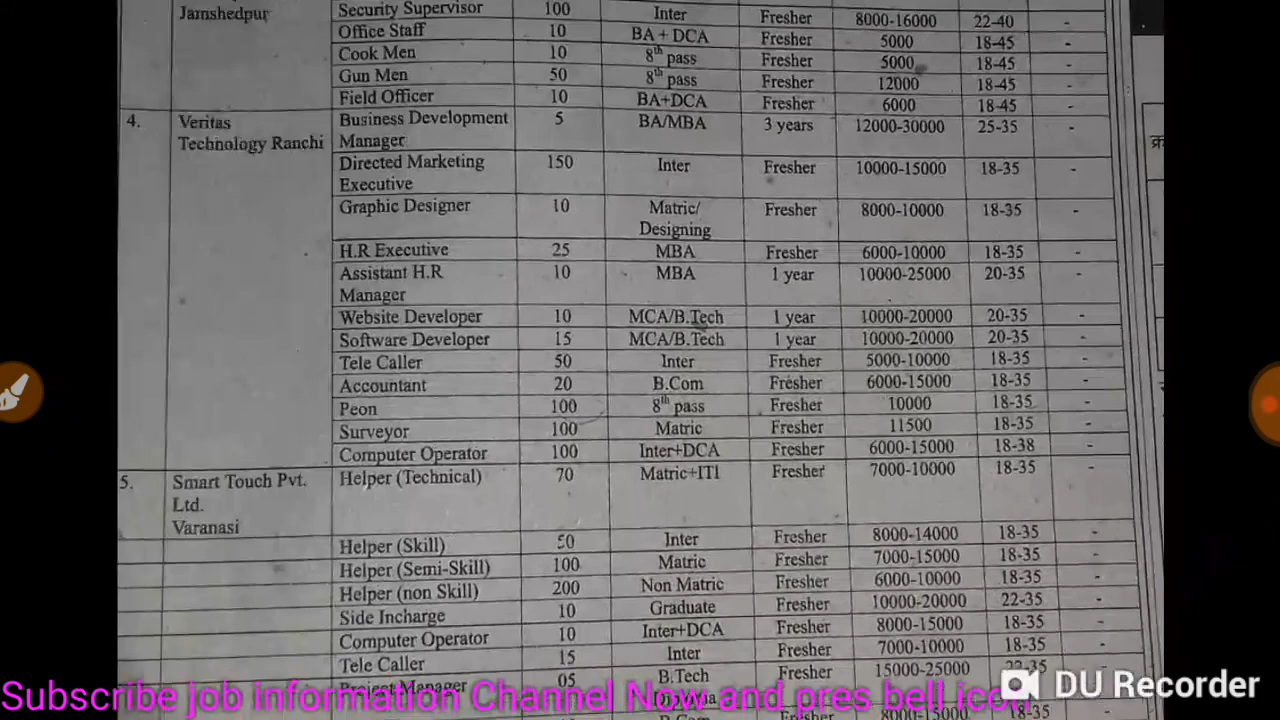 Jamshedpur Security Supervisor 100 Inter Fresher 8000-16000 22-40 -
Office Staff 10 BA + DCA Fresher 5000 18-45 -
Cook Men 10 8th pass Fresher 5000 18-45 -
Gun Men 50 8th pass Fresher 12000 18-45 -
Field Officer 10 BA+DCA Fresher 6000 18-45 -
4. Veritas Business Development 5 BA/MBA 3 years 12000-30000 25-35 -
Technology Ranchi Manager
Directed Marketing 150 Inter Fresher 10000-15000 18-35 -
Executive
Graphic Designer 10 Matric/ Fresher 8000-10000 18-35 -
Designing
H.R Executive 25 MBA Fresher 6000-10000 18-35 -
Assistant H.R 10 MBA 1 year 10000-25000 20-35 -
Manager
Website Developer 10 MCA/B.Tech 1 year 10000-20000 20-35 -
Software Developer 15 MCA/B.Tech 1 year 10000-20000 20-35 -
Tele Caller 50 Inter Fresher 5000-10000 18-35 -
Accountant 20 B.Com Fresher 6000-15000 18-35 -
Peon 100 8th pass Fresher 10000 18-35 -
Surveyor 100 Matric Fresher 11500 18-35 -
Computer Operator 100 Inter+DCA Fresher 6000-15000 18-38 -
5. Smart Touch Pvt. Helper (Technical) 70 Matric+ITI Fresher 7000-10000 18-35 -
Ltd.
Varanasi
Helper (Skill) 50 Inter Fresher 8000-14000 18-35 -
Helper (Semi-Skill) 100 Matric Fresher 7000-15000 18-35 -
Helper (non Skill) 200 Non Matric Fresher 6000-10000 18-35 -
Side Incharge 10 Graduate Fresher 10000-20000 22-35 -
Computer Operator 10 Inter+DCA Fresher 8000-15000 18-35 -
Tele Caller 15 Inter Fresher 7000-10000 18-35 -
Project Manager 05 B.Tech Fresher 15000-25000 22-35
8000-15000 18-35 -
Subscribe job information Channel Now and pres bell icon
DU Recorder